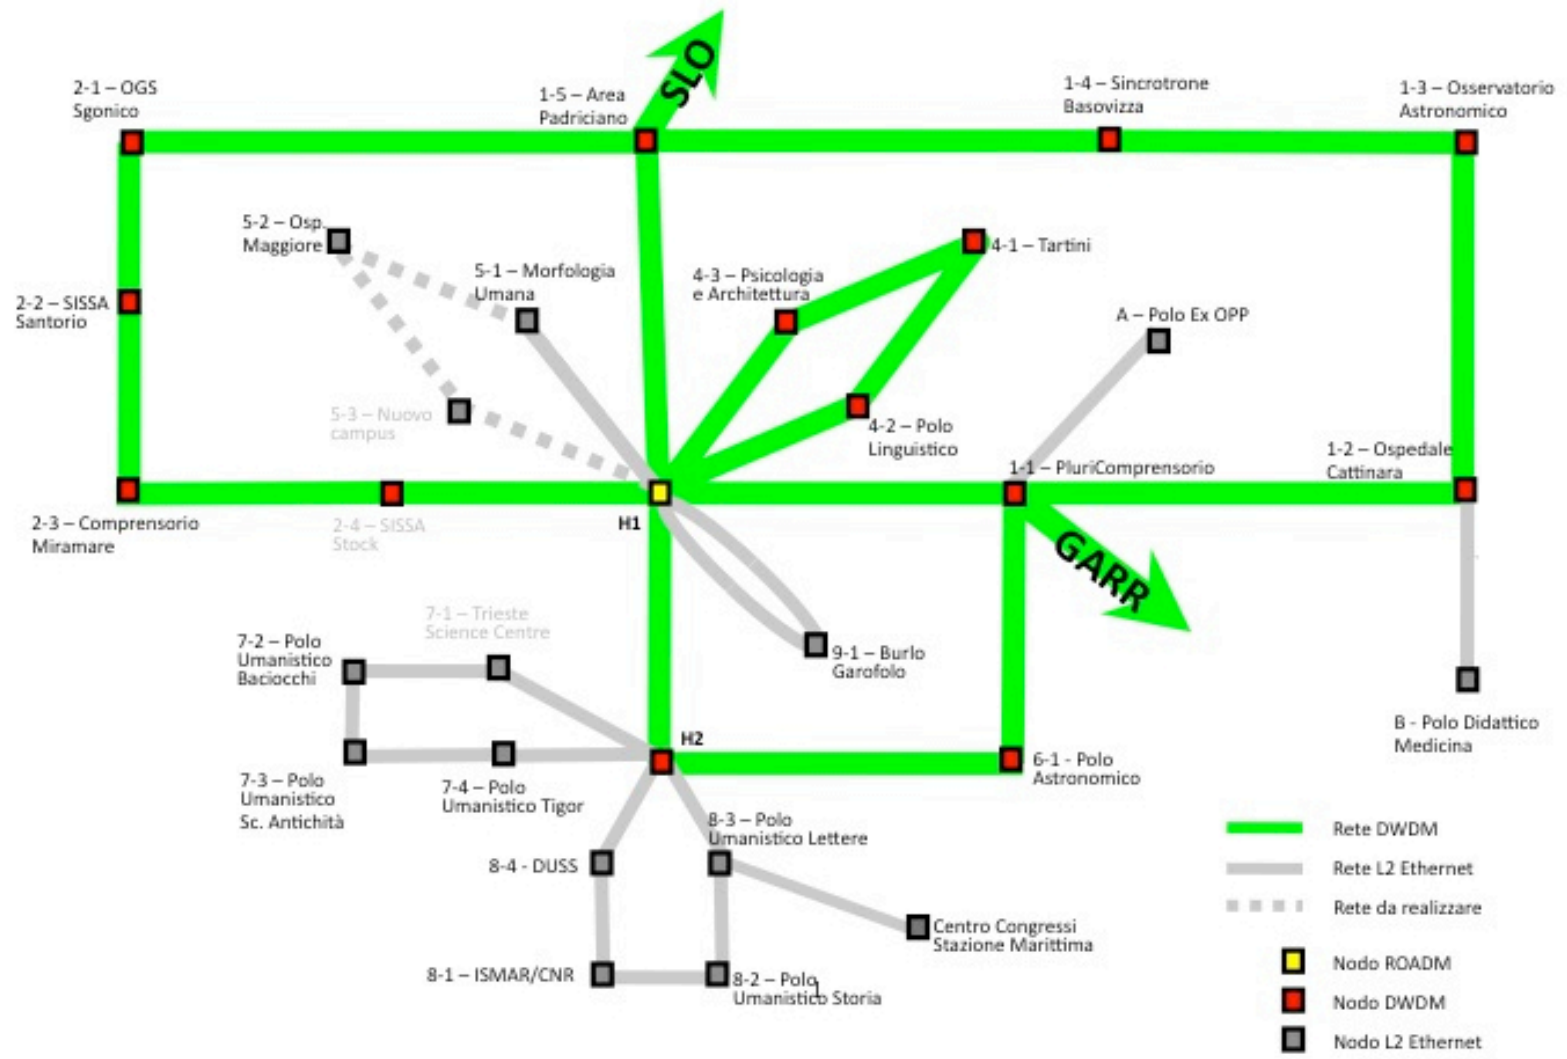 SLO
2-1 – OGS
Sgonico
1-5 – Area
Padriciano
1-4 – Sincrotrone
Basovizza
1-3 – Osservatorio
Astronomico
5-2 – Osp.
Maggiore
5-1 – Morfologia
Umana
4-3 – Psicologia
e Architettura
4-1 – Tartini
2-2 – SISSA
Santorio
A – Polo Ex OPP
5-3 – Nuovo
campus
4-2 – Polo
Linguistico
1-1 – PluriComprensorio
1-2 – Ospedale
Cattinara
2-3 – Comprensorio
Miramare
2-4 – SISSA
Stock
H1
GARR
7-1 – Trieste
Science Centre
7-2 – Polo
Umanistico
Baciocchi
9-1 – Burlo
Garofolo
B - Polo Didattico
Medicina
H2
6-1 - Polo
Astronomico
7-3 – Polo
Umanistico
Sc. Antichità
7-4 – Polo
Umanistico Tigor
8-3 – Polo
Umanistico Lettere
8-4 - DUSS
Centro Congressi
Stazione Marittima
8-1 – ISMAR/CNR
8-2 – Polo
Umanistico Storia
1
Rete DWDM
Rete L2 Ethernet
Rete da realizzare
Nodo ROADM
Nodo DWDM
Nodo L2 Ethernet